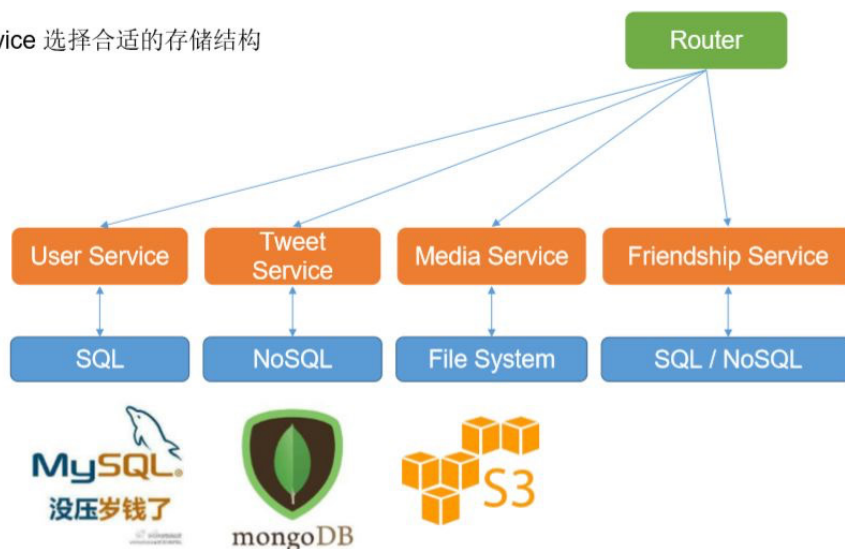 vice 选择合适的存储结构
Router
User Service
Tweet
Service
Media Service
Friendship Service
SQL
NoSQL
File System
SQL / NoSQL
MySQL
没压岁钱了
mongoDB
S3